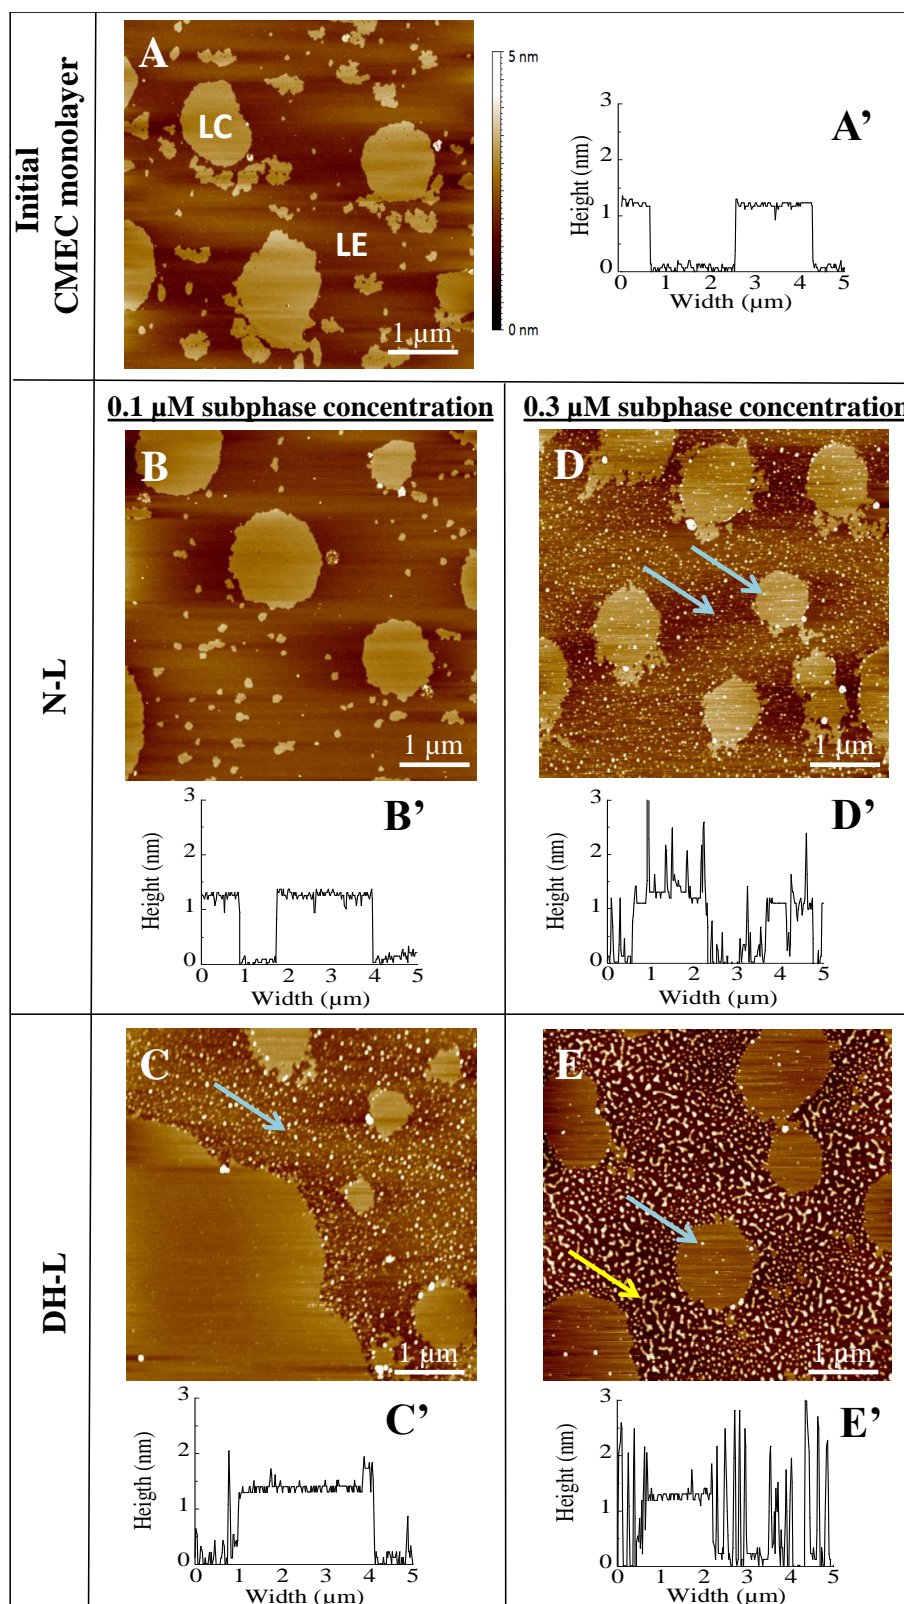 Initial
CMEC monolayer
A
LC
LE
1 µm
5 nm
0 nm
A’
Height (nm)
3
2
1
0
0 1 2 3 4 5
Width (µm)
N-L
0.1 µM subphase concentration
0.3 µM subphase concentration
B
1 µm
D
1 µm
B’
Height (nm)
3
2
1
0
0 1 2 3 4 5
Width (µm)
D’
Height (nm)
3
2
1
0
0 1 2 3 4 5
Width (µm)
DH-L
C
1 µm
E
1 µm
C’
Heigth (nm)
3
2
1
0
0 1 2 3 4 5
Width (µm)
E’
Height (nm)
3
2
1
0
0 1 2 3 4 5
Width (µm)